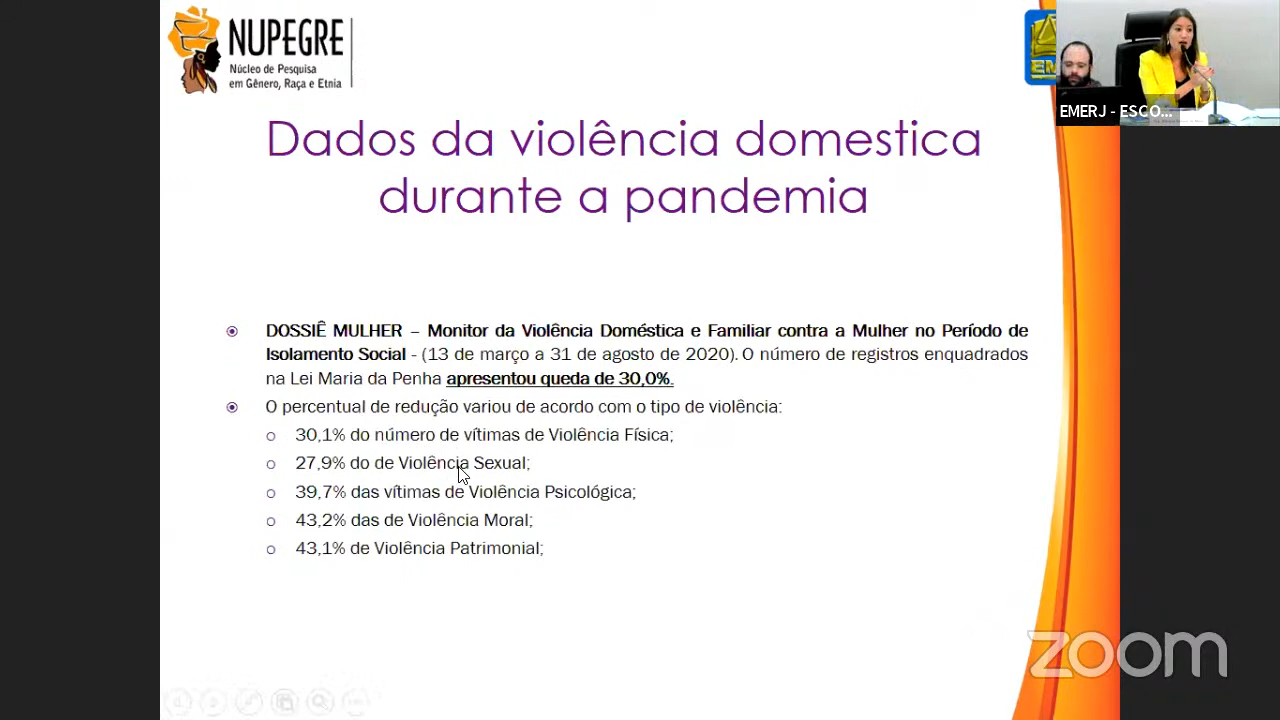 NUPEGRE
Núcleo de Pesquisa
em Gênero, Raça e Etnia
EMERJ - ESCO...
Dados da violência domestica
durante a pandemia
DOSSIÊ MULHER – Monitor da Violência Doméstica e Familiar contra a Mulher no Período de
Isolamento Social - (13 de março a 31 de agosto de 2020). O número de registros enquadrados
na Lei Maria da Penha apresentou queda de 30,0%.
O percentual de redução variou de acordo com o tipo de violência:
30,1% do número de vítimas de Violência Física;
27,9% do de Violência Sexual;
39,7% das vítimas de Violência Psicológica;
43,2% das de Violência Moral;
43,1% de Violência Patrimonial;
zoom